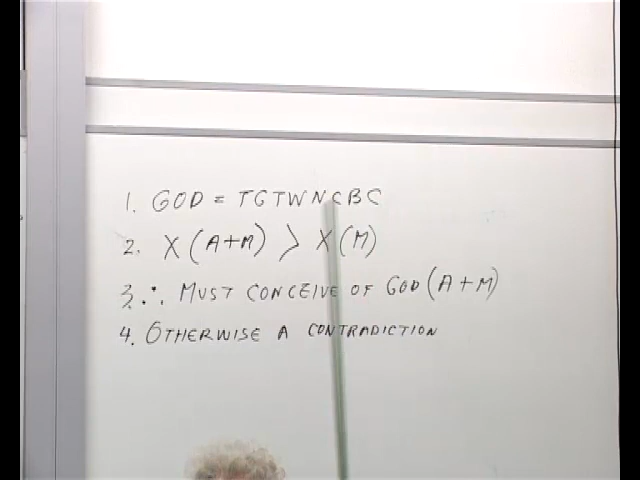 1. GOD = TGTWNCBC
2. X(A+M) > X(M)
3. ∴ MUST CONCEIVE OF GOD(A+M)
4. OTHERWISE A CONTRADICTION